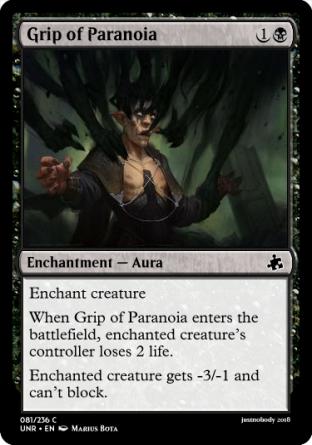 Grip of Paranoia 1
Enchantment — Aura
Enchant creature
When Grip of Paranoia enters the
battlefield, enchanted creature's
controller loses 2 life.
Enchanted creature gets -3/-1 and
can't block.
081/236 C
justnobody 2018
UNR • EN Marius Bota